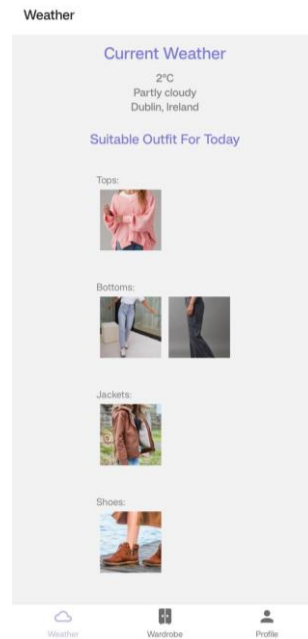 Weather
Current Weather
2°C
Partly cloudy
Dublin, Ireland
Suitable Outfit For Today
Tops:
Bottoms:
Jackets:
Shoes:
Weather
Wardrobe
Profile